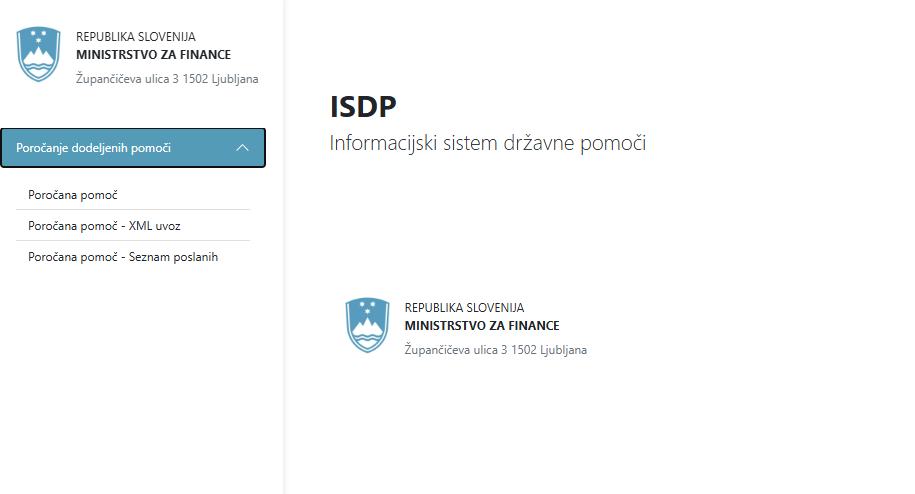 REPUBLIKA SLOVENIJA
MINISTRSTVO ZA FINANCE
Župančičeva ulica 3 1502 Ljubljana
Poročanje dodeljenih pomoči
Poročana pomoč
Poročana pomoč - XML uvoz
Poročana pomoč - Seznam poslanih
ISDP
Informacijski sistem državne pomoči
REPUBLIKA SLOVENIJA
MINISTRSTVO ZA FINANCE
Župančičeva ulica 3 1502 Ljubljana